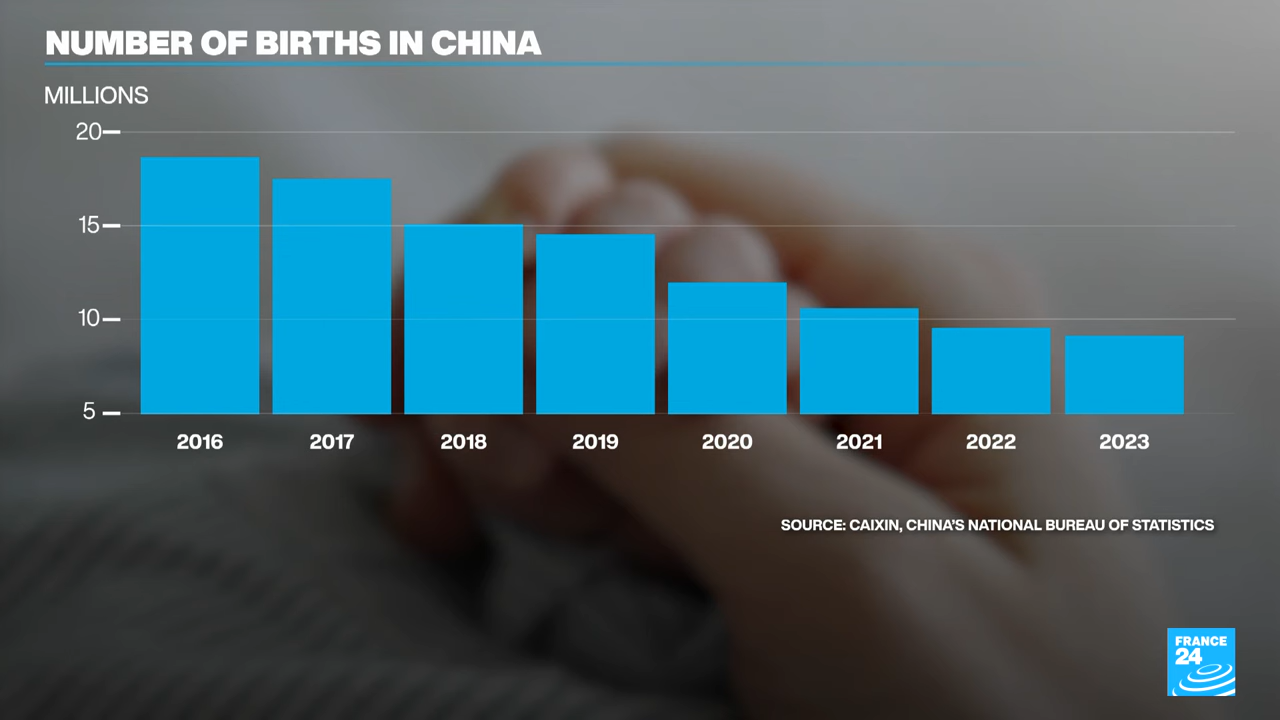 NUMBER OF BIRTHS IN CHINA
MILLIONS
20
15
10
5
2016 2017 2018 2019 2020 2021 2022 2023
SOURCE: CAIXIN, CHINA'S NATIONAL BUREAU OF STATISTICS
FRANCE
24